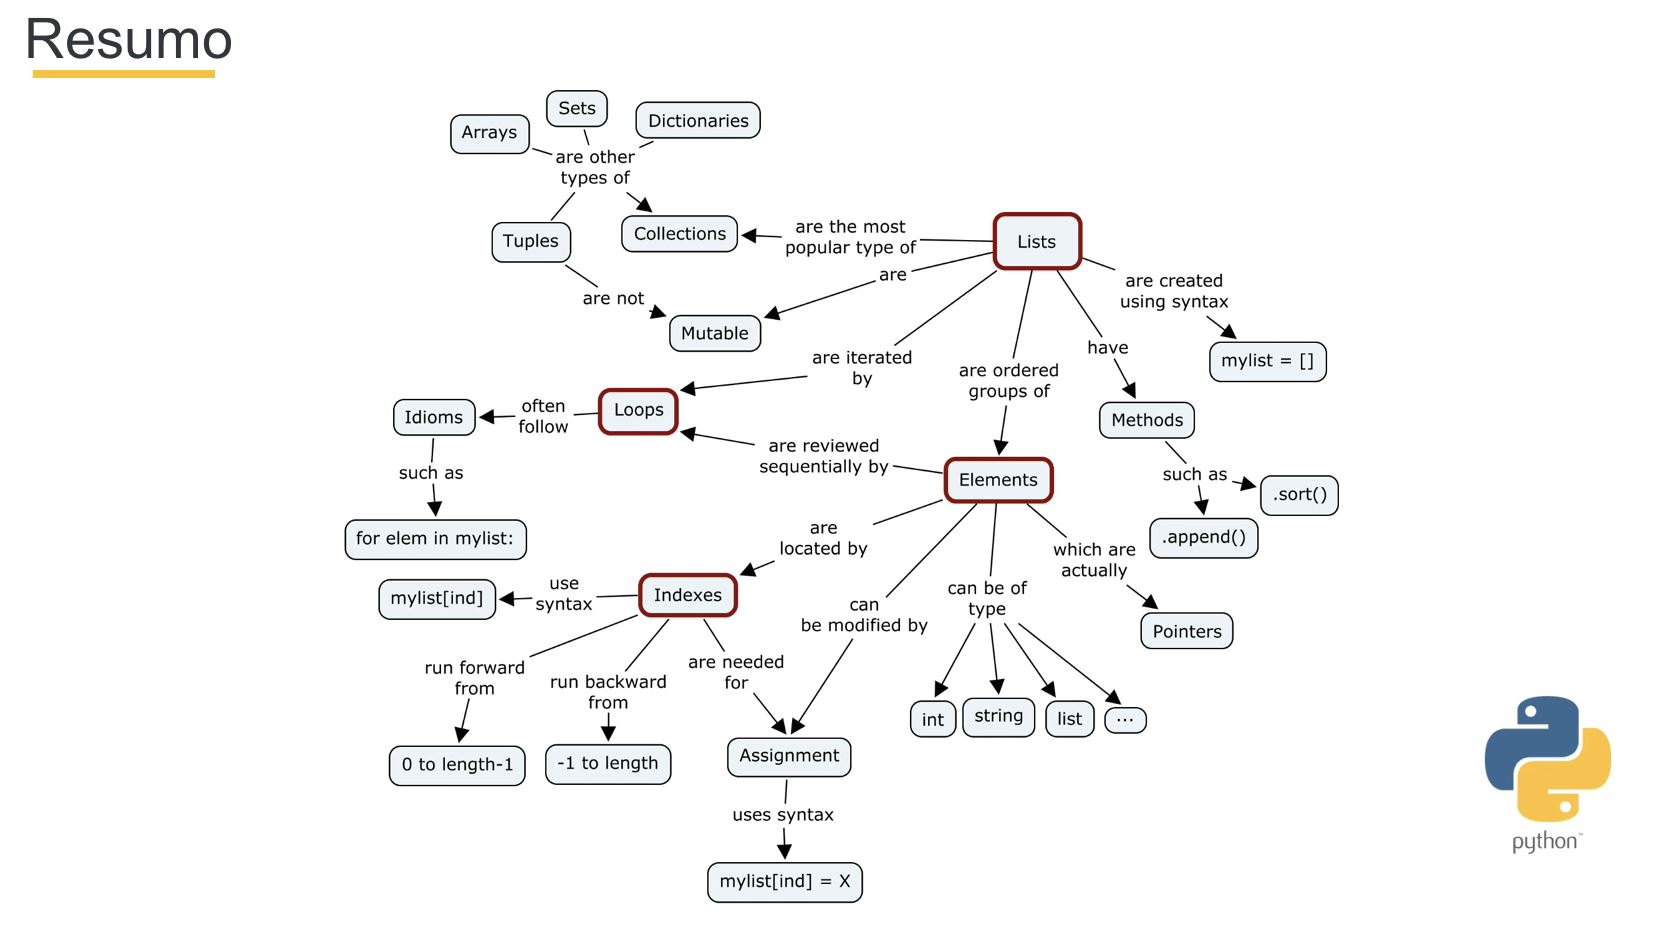 Resumo
Sets
Dictionaries
Arrays
are other
types of
Tuples
Collections
are the most
popular type of
Lists
are not
are
Mutable
are created
using syntax
mylist = []
are iterated
by
are ordered
groups of
have
Idioms
often
follow
Loops
Methods
are reviewed
sequentially by
such as
Elements
such as
.sort()
.append()
for elem in mylist:
are
located by
which are
actually
mylist[ind]
use
syntax
Indexes
can
be modified by
can be of
type
Pointers
run forward
from
run backward
from
are needed
for
int
string
list
...
0 to length-1
-1 to length
Assignment
uses syntax
mylist[ind] = X
python™